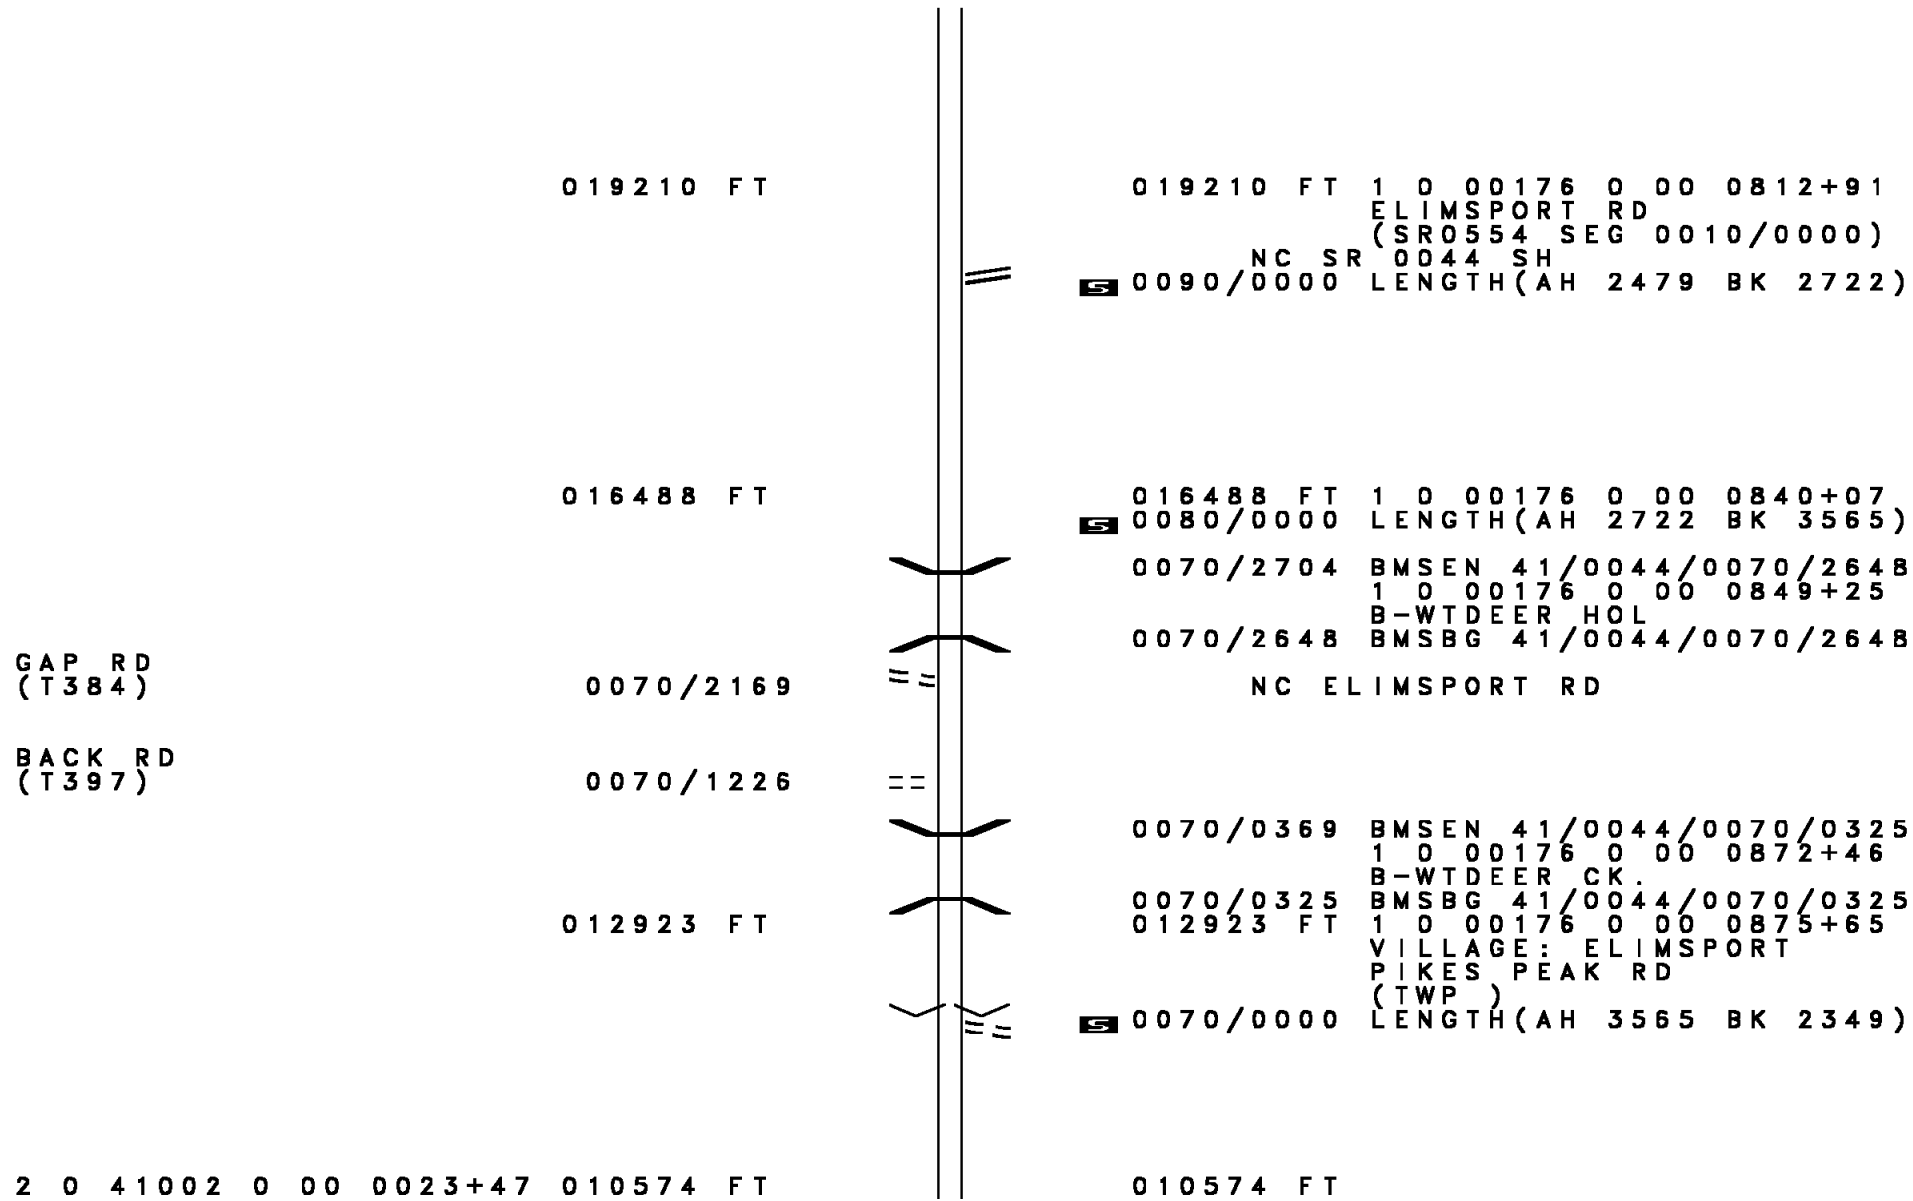 019210 FT 019210 FT 1 0 00176 0 00 0812+91
ELIMSPORT RD
(SR0554 SEG 0010/0000)
NC SR 0044 SH
S 0090/0000 LENGTH(AH 2479 BK 2722)
016488 FT 016488 FT 1 0 00176 0 00 0840+07
S 0080/0000 LENGTH(AH 2722 BK 3565)
0070/2704 BMSEN 41/0044/0070/2648
1 0 00176 0 00 0849+25
B-WTDEER HOL
0070/2648 BMSBG 41/0044/0070/2648
GAP RD
(T384) 0070/2169 NC ELIMSPORT RD
BACK RD
(T397) 0070/1226
0070/0369 BMSEN 41/0044/0070/0325
1 0 00176 0 00 0872+46
B-WTDEER CK.
0070/0325 BMSBG 41/0044/0070/0325
012923 FT 012923 FT 1 0 00176 0 00 0875+65
VILLAGE: ELIMSPORT
PIKES PEAK RD
(TWP )
S 0070/0000 LENGTH(AH 3565 BK 2349)
2 0 41002 0 00 0023+47 010574 FT 010574 FT